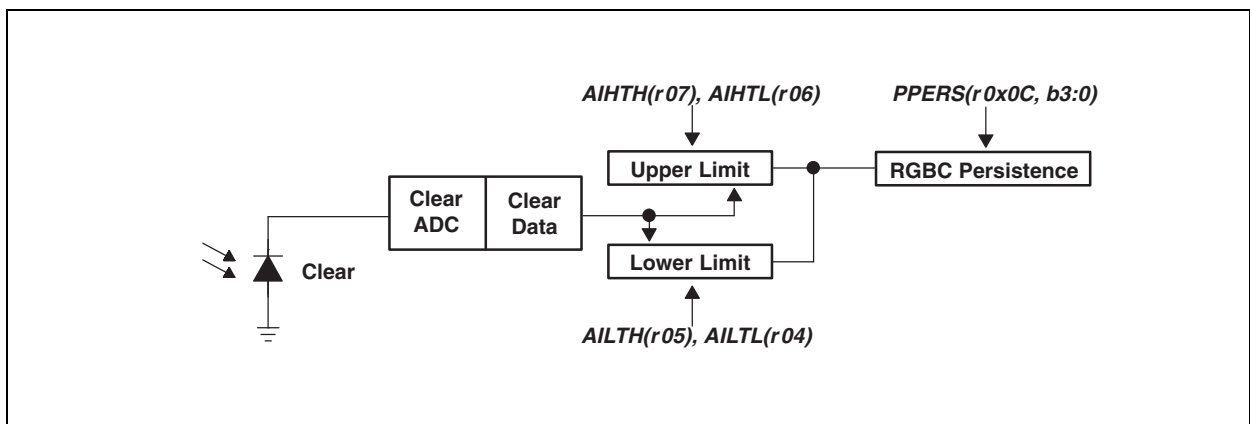 AIHTH(r07), AIHTL(r06)
PPERS(r0x0C, b3:0)
Upper Limit
RGBC Persistence
Clear
ADC
Clear
Data
Clear
Lower Limit
AILTH(r05), AILTL(r04)